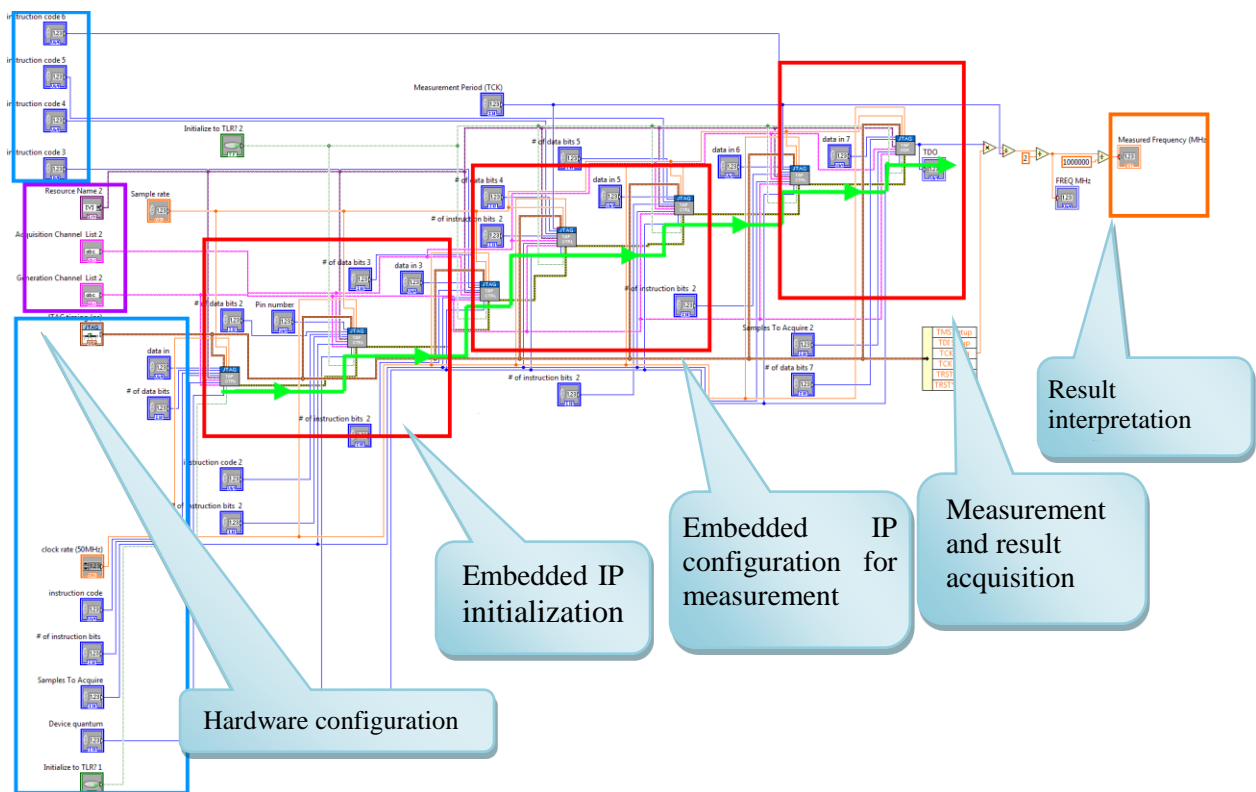 instruction code 6
instruction code 5
instruction code 4
instruction code 3
Resource Name 2
Sample rate
Acquisition Channel List 2
Generation Channel List 2
JTAG timing (ns)
data in
# of data bits
Initialize to TLR? 2
Measurement Period (TCK)
# of data bits 2
Pin number
# of data bits 3
data in 3
# of data bits 4
# of instruction bits 2
# of data bits 5
data in 5
data in 6
data in 7
JTAG
TAP
CTRL
TDO
2
1000000
FREQ MHz
Measured Frequency (MHz
# of instruction bits 2
# of instruction bits 2
# of instruction bits 2
Samples To Acquire 2
# of data bits 7
instruction code 2
# of instruction bits 2
clock rate (50MHz)
instruction code
# of instruction bits
Samples To Acquire
Device quantum
Initialize to TLR? 1
Hardware configuration
Embedded IP
initialization
Embedded IP
configuration for
measurement
Measurement
and result
acquisition
Result
interpretation